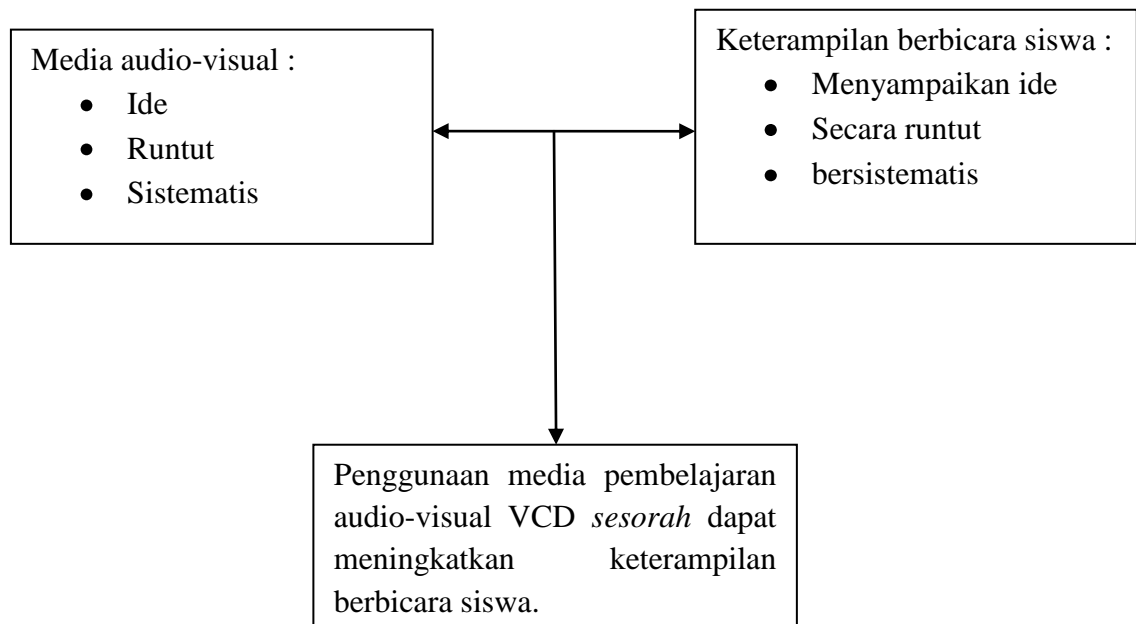 Media audio-visual :
• Ide
• Runtut
• Sistematis
Keterampilan berbicara siswa :
• Menyampaikan ide
• Secara runtut
• bersistematis
Penggunaan media pembelajaran
audio-visual VCD sesorah dapat
meningkatkan keterampilan
berbicara siswa.